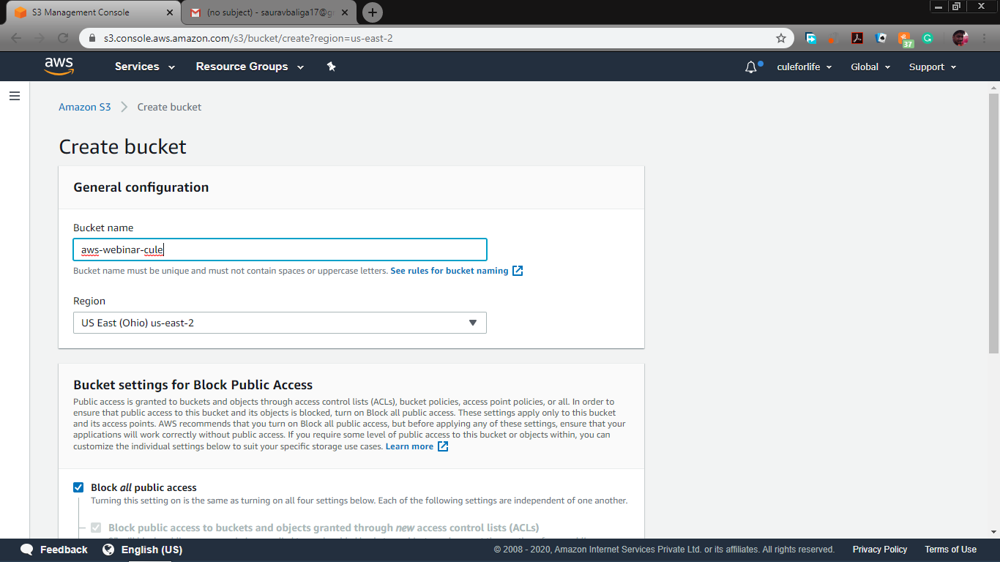 S3 Management Console
(no subject) - sauravbaliga17@g
s3.console.aws.amazon.com/s3/bucket/create?region=us-east-2
37
aws
Services
Resource Groups
culeforlife
Global
Support
Amazon S3
Create bucket
Create bucket
General configuration
Bucket name
aws-webinar-cule
Bucket name must be unique and must not contain spaces or uppercase letters. See rules for bucket naming
Region
US East (Ohio) us-east-2
Bucket settings for Block Public Access
Public access is granted to buckets and objects through access control lists (ACLs), bucket policies, access point policies, or all. In order to
ensure that public access to this bucket and its objects is blocked, turn on Block all public access. These settings apply only to this bucket
and its access points. AWS recommends that you turn on Block all public access, but before applying any of these settings, ensure that your
applications will work correctly without public access. If you require some level of public access to this bucket or objects within, you can
customize the individual settings below to suit your specific storage use cases. Learn more
Block all public access
Turning this setting on is the same as turning on all four settings below. Each of the following settings are independent of one another.
Block public access to buckets and objects granted through new access control lists (ACLs)
Feedback
English (US)
© 2008 - 2020, Amazon Internet Services Private Ltd. or its affiliates. All rights reserved.
Privacy Policy
Terms of Use